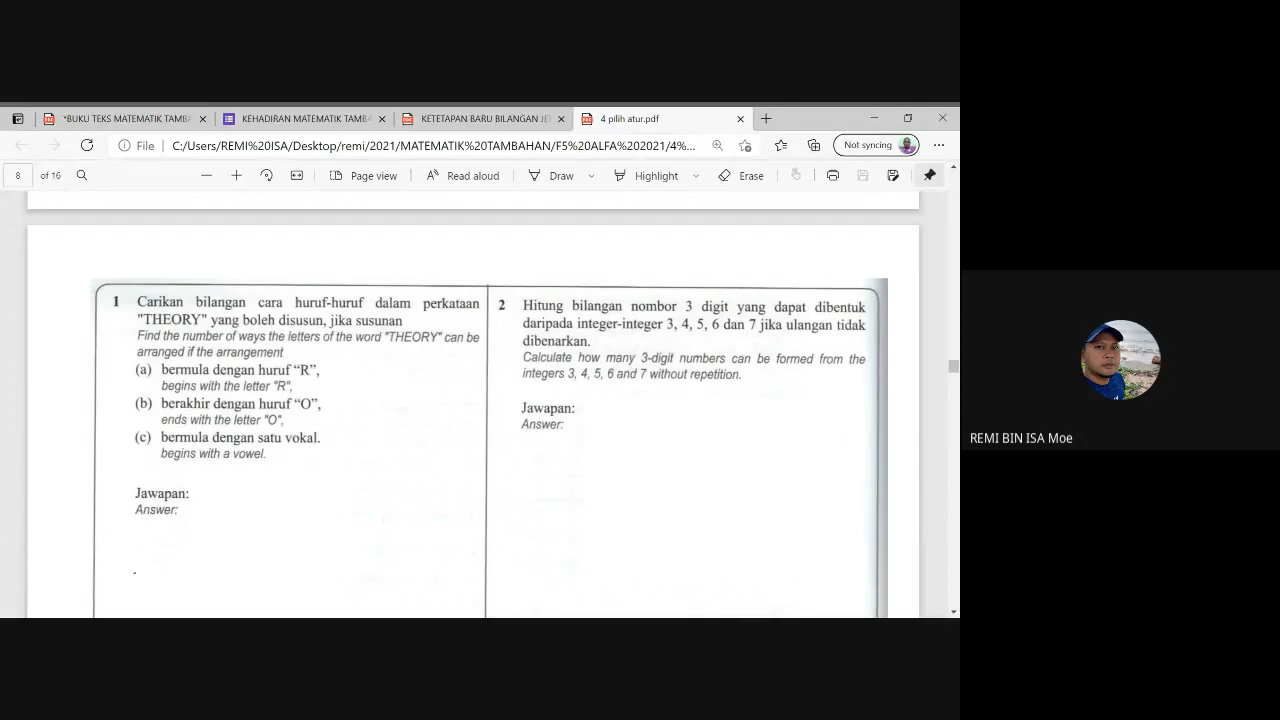 *BUKU TEKS MATEMATIK TAMBA
KEHADIRAN MATEMATIK TAMBA
KETETAPAN BARU BILANGAN JE
4 pilih atur.pdf
File
C:/Users/REMI%20ISA/Desktop/remi/2021/MATEMATIK%20TAMBAHAN/F5%20ALFA%202021/4%...
Not syncing
8 of 16
Page view
Read aloud
Draw
Highlight
Erase
1 Carikan bilangan cara huruf-huruf dalam perkataan
"THEORY" yang boleh disusun, jika susunan
Find the number of ways the letters of the word "THEORY" can be
arranged if the arrangement
(a) bermula dengan huruf “R”,
begins with the letter "R",
(b) berakhir dengan huruf “O”,
ends with the letter "O",
(c) bermula dengan satu vokal.
begins with a vowel.
Jawapan:
Answer:
2 Hitung bilangan nombor 3 digit yang dapat dibentuk
daripada integer-integer 3, 4, 5, 6 dan 7 jika ulangan tidak
dibenarkan.
Calculate how many 3-digit numbers can be formed from the
integers 3, 4, 5, 6 and 7 without repetition.
Jawapan:
Answer:
REMI BIN ISA Moe